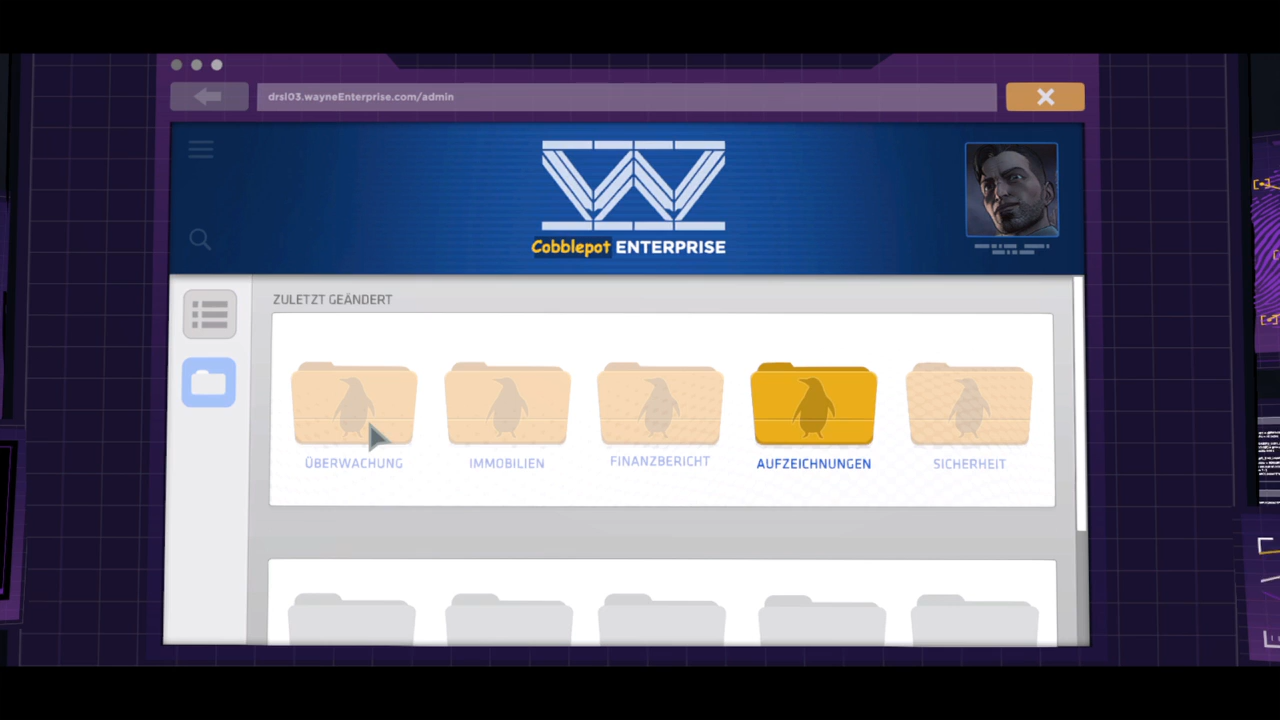 drsl03.wayneEnterprise.com/admin
Cobblepot ENTERPRISE
ZULETZT GEÄNDERT
ÜBERWACHUNG
IMMOBILIEN
FINANZBERICHT
AUFZEICHNUNGEN
SICHERHEIT